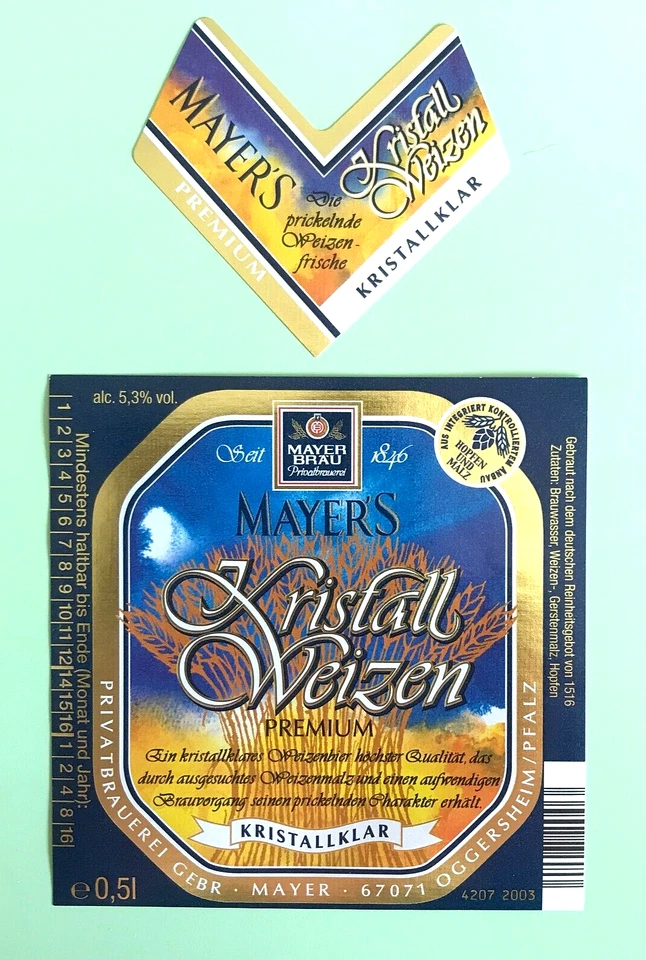 MAYER'S
Kristall
Weizen
Die
prickelnde
Weizen-
frische
PREMIUM
KRISTALLKLAR
alc. 5,3% vol.
1 2 3 4 5 6 7 8 9 10 11 12 14 15 16 1 2 4 8 16
Mindestens haltbar bis Ende (Monat und Jahr):
Seit 1846
MAYER
BRÄU
Privatbrauerei
AUS INTEGRIERT KONTROLLIERTEM ANBAU
HOPFEN
UND
MALZ
Gebraut nach dem deutschen Reinheitsgebot von 1516
Zutaten: Brauwasser, Weizen-, Gerstenmalz, Hopfen
MAYER'S
Kristall
Weizen
PREMIUM
Ein kristallklares Weizenbier höchster Qualität, das
durch ausgesuchtes Weizenmalz und einen aufwendigen
Brauvorgang seinen prickelnden Charakter erhält.
KRISTALLKLAR
PRIVATBRAUEREI GEBR · MAYER · 67071 OGGERSHEIM/PFALZ
e 0,5l
4207 2003